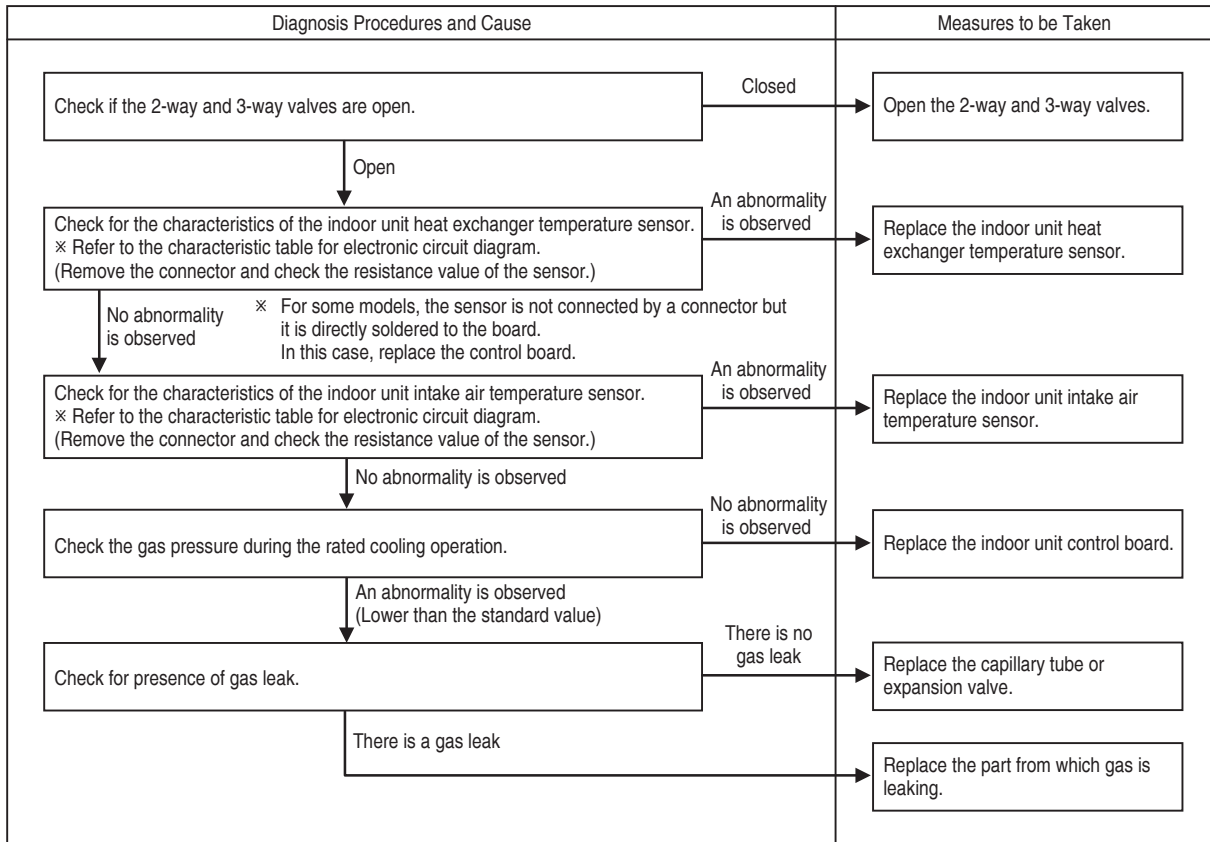 Diagnosis Procedures and Cause
Measures to be Taken
Check if the 2-way and 3-way valves are open.
Closed
Open the 2-way and 3-way valves.
Open
Check for the characteristics of the indoor unit heat exchanger temperature sensor.
※ Refer to the characteristic table for electronic circuit diagram.
(Remove the connector and check the resistance value of the sensor.)
An abnormality
is observed
Replace the indoor unit heat
exchanger temperature sensor.
No abnormality
is observed
※ For some models, the sensor is not connected by a connector but
it is directly soldered to the board.
In this case, replace the control board.
Check for the characteristics of the indoor unit intake air temperature sensor.
※ Refer to the characteristic table for electronic circuit diagram.
(Remove the connector and check the resistance value of the sensor.)
An abnormality
is observed
Replace the indoor unit intake air
temperature sensor.
No abnormality is observed
Check the gas pressure during the rated cooling operation.
No abnormality
is observed
Replace the indoor unit control board.
An abnormality is observed
(Lower than the standard value)
Check for presence of gas leak.
There is no
gas leak
Replace the capillary tube or
expansion valve.
There is a gas leak
Replace the part from which gas is
leaking.